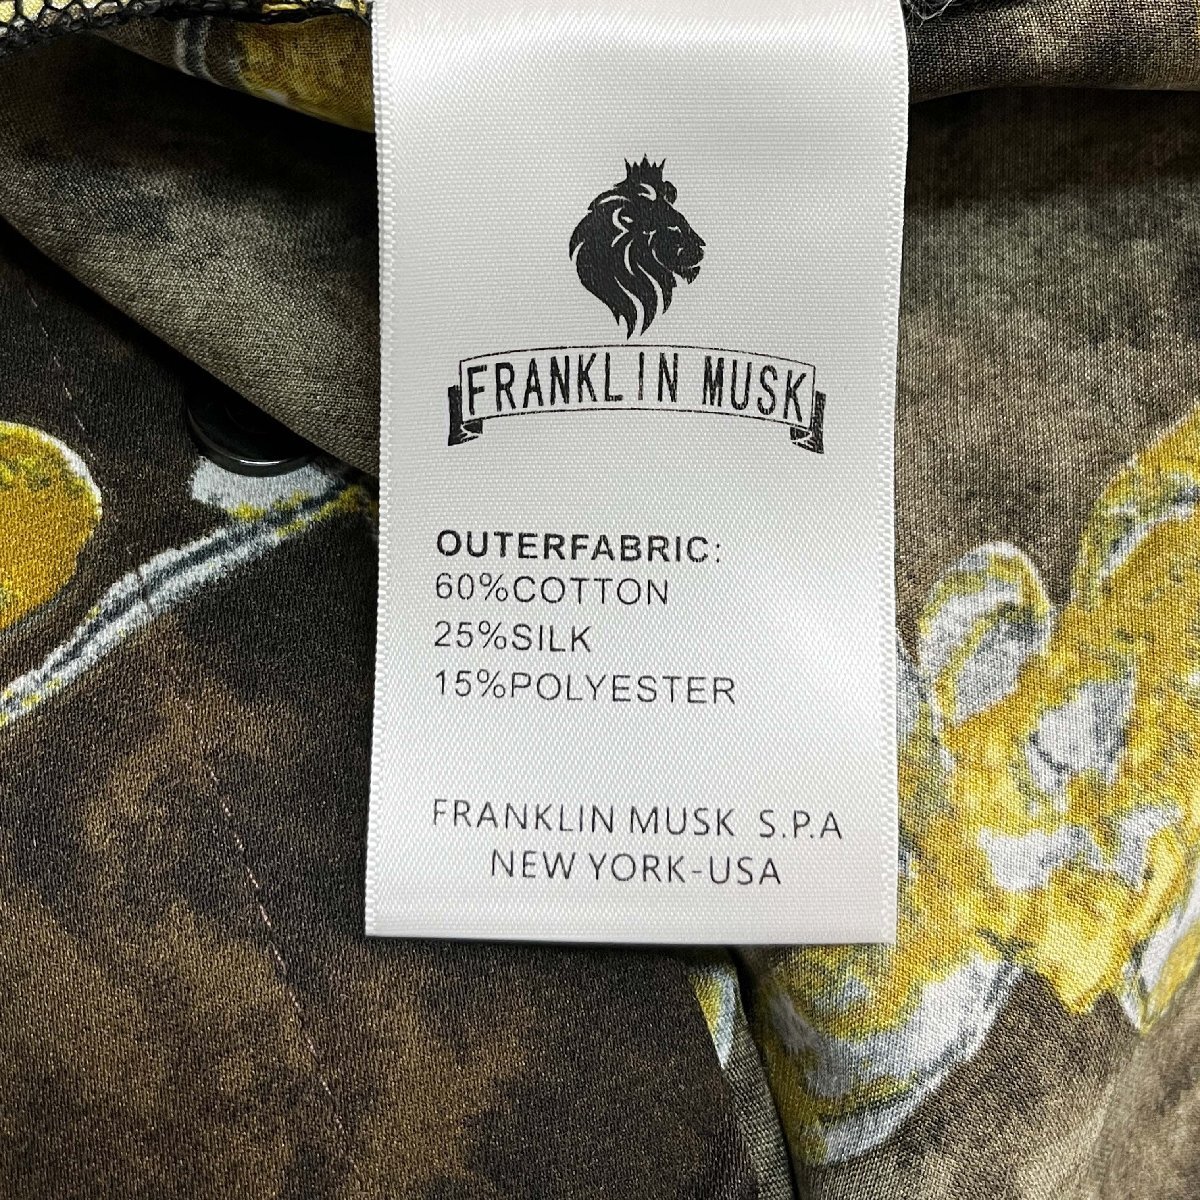 FRANKLIN MUSK
OUTERFABRIC:
60%COTTON
25%SILK
15%POLYESTER
FRANKLIN MUSK S.P.A
NEW YORK-USA